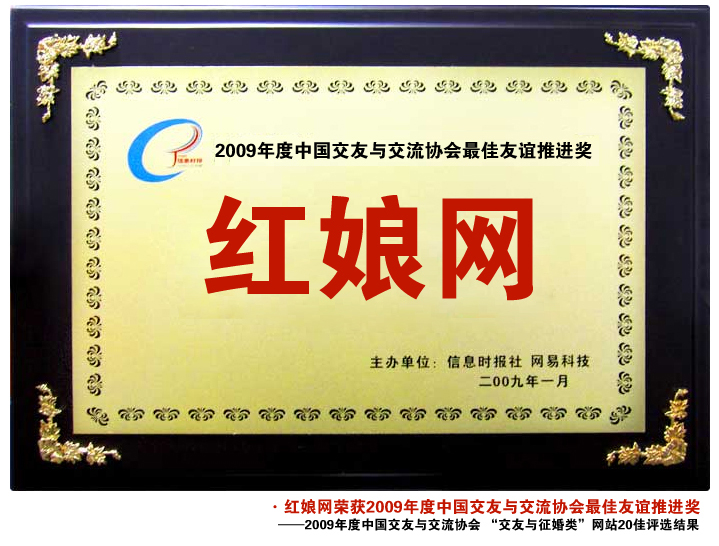 2009年度中国交友与交流协会最佳友谊推进奖
红娘网
主办单位：信息时报社 网易科技
二00九年一月
·红娘网荣获2009年度中国交友与交流协会最佳友谊推进奖
——2009年度中国交友与交流协会 “交友与征婚类”网站20佳评选结果